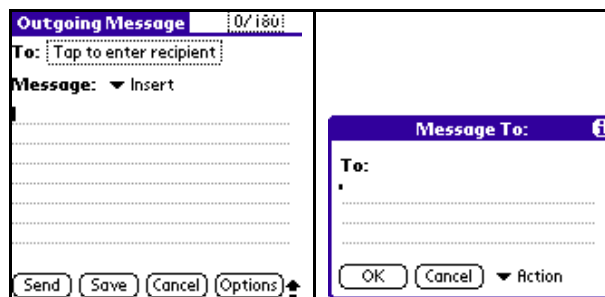 Outgoing Message 0/180
To: Tap to enter recipient
Message: Insert
Send Save Cancel Options
Message To: i
To:
OK Cancel Action